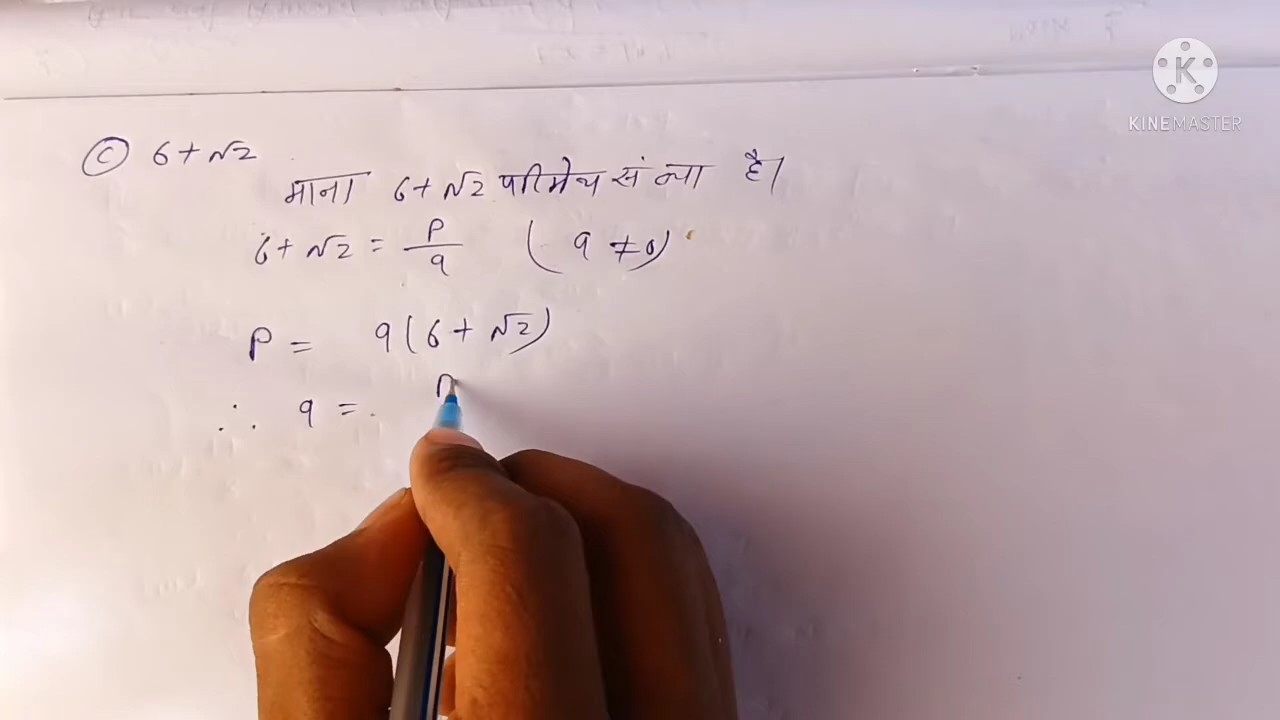 K
KINEMASTER
(c) 6+√2
माना 6+√2 परिमेय संख्या है।
6+√2 = p/q (q ≠ 0)
P = q(6+√2)
∴ q =